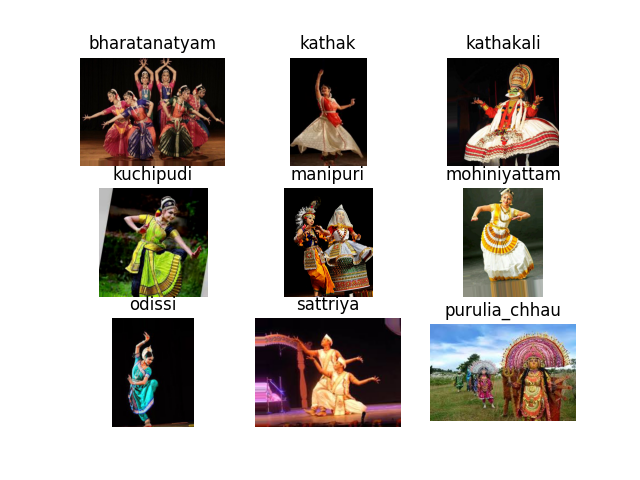 bharatanatyam
kathak
kathakali
kuchipudi
manipuri
mohiniyattam
odissi
sattriya
purulia_chhau